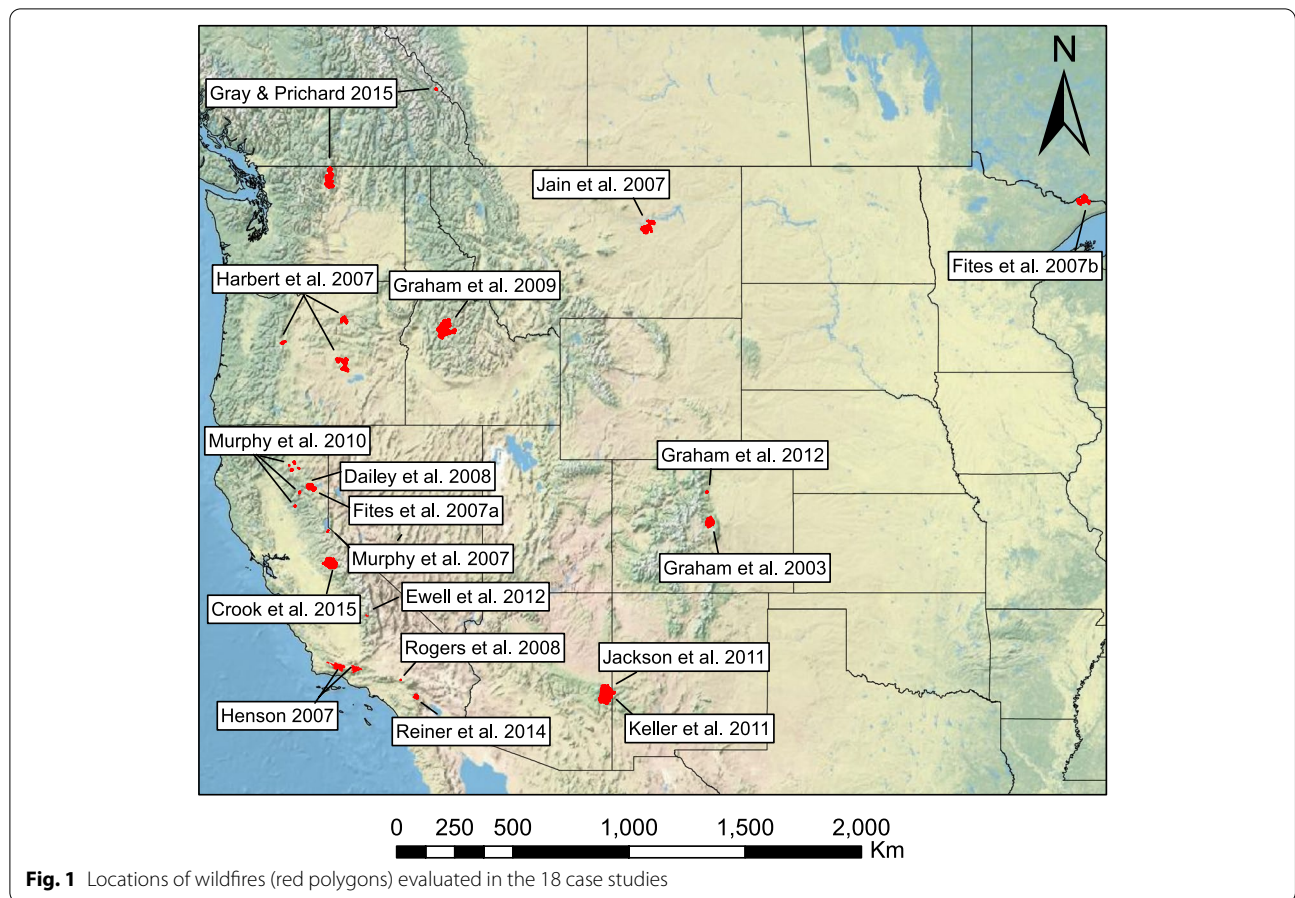 N
Gray & Prichard 2015
Jain et al. 2007
Fites et al. 2007b
Harbert et al. 2007
Graham et al. 2009
Murphy et al. 2010
Dailey et al. 2008
Fites et al. 2007a
Graham et al. 2012
Murphy et al. 2007
Graham et al. 2003
Crook et al. 2015
Ewell et al. 2012
Rogers et al. 2008
Jackson et al. 2011
Henson 2007
Reiner et al. 2014
Keller et al. 2011
0 250 500 1,000 1,500 2,000
Km
Fig. 1 Locations of wildfires (red polygons) evaluated in the 18 case studies